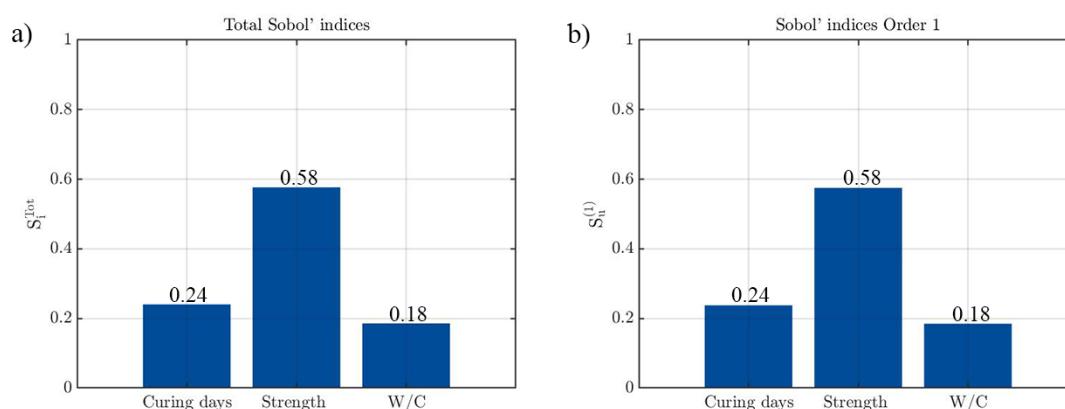 a)
Total Sobol' indices
1
0.8
0.6
0.4
0.2
0
S_i^Tot
0.24
0.58
0.18
Curing days
Strength
W/C
b)
Sobol' indices Order 1
1
0.8
0.6
0.4
0.2
0
S_u^(1)
0.24
0.58
0.18
Curing days
Strength
W/C